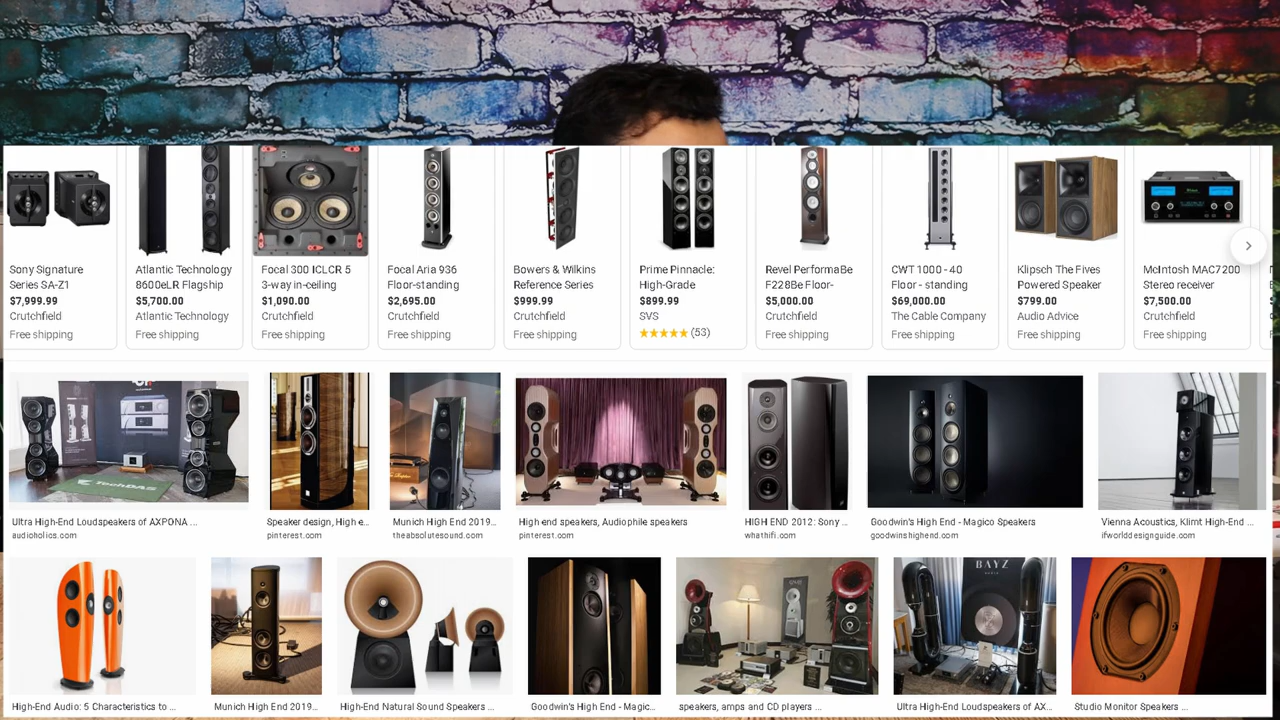 Sony Signature
Series SA-Z1
$7,999.99
Crutchfield
Free shipping
Atlantic Technology
8600eLR Flagship
$5,700.00
Atlantic Technology
Free shipping
Focal 300 ICLCR 5
3-way in-ceiling
$1,090.00
Crutchfield
Free shipping
Focal Aria 936
Floor-standing
$2,695.00
Crutchfield
Free shipping
Bowers & Wilkins
Reference Series
$999.99
Crutchfield
Free shipping
Prime Pinnacle:
High-Grade
$899.99
SVS
(53)
Revel PerformaBe
F228Be Floor-
$5,000.00
Crutchfield
Free shipping
CWT 1000 - 40
Floor - standing
$69,000.00
The Cable Company
Free shipping
Klipsch The Fives
Powered Speaker
$799.00
Audio Advice
Free shipping
McIntosh MAC7200
Stereo receiver
$7,500.00
Crutchfield
Free shipping
TechDAS
Ultra High-End Loudspeakers of AXPONA ...
audioholics.com
Speaker design, High e...
pinterest.com
Munich High End 2019...
theabsolutesound.com
High end speakers, Audiophile speakers
pinterest.com
HIGH END 2012: Sony ...
whathifi.com
Goodwin's High End - Magico Speakers
goodwinshighend.com
Vienna Acoustics, Klimt High-End ...
ifworlddesignguide.com
BAYZ
High-End Audio: 5 Characteristics to ...
Munich High End 2019...
High-End Natural Sound Speakers ...
Goodwin's High End - Magic...
speakers, amps and CD players ...
Ultra High-End Loudspeakers of AX...
Studio Monitor Speakers ...